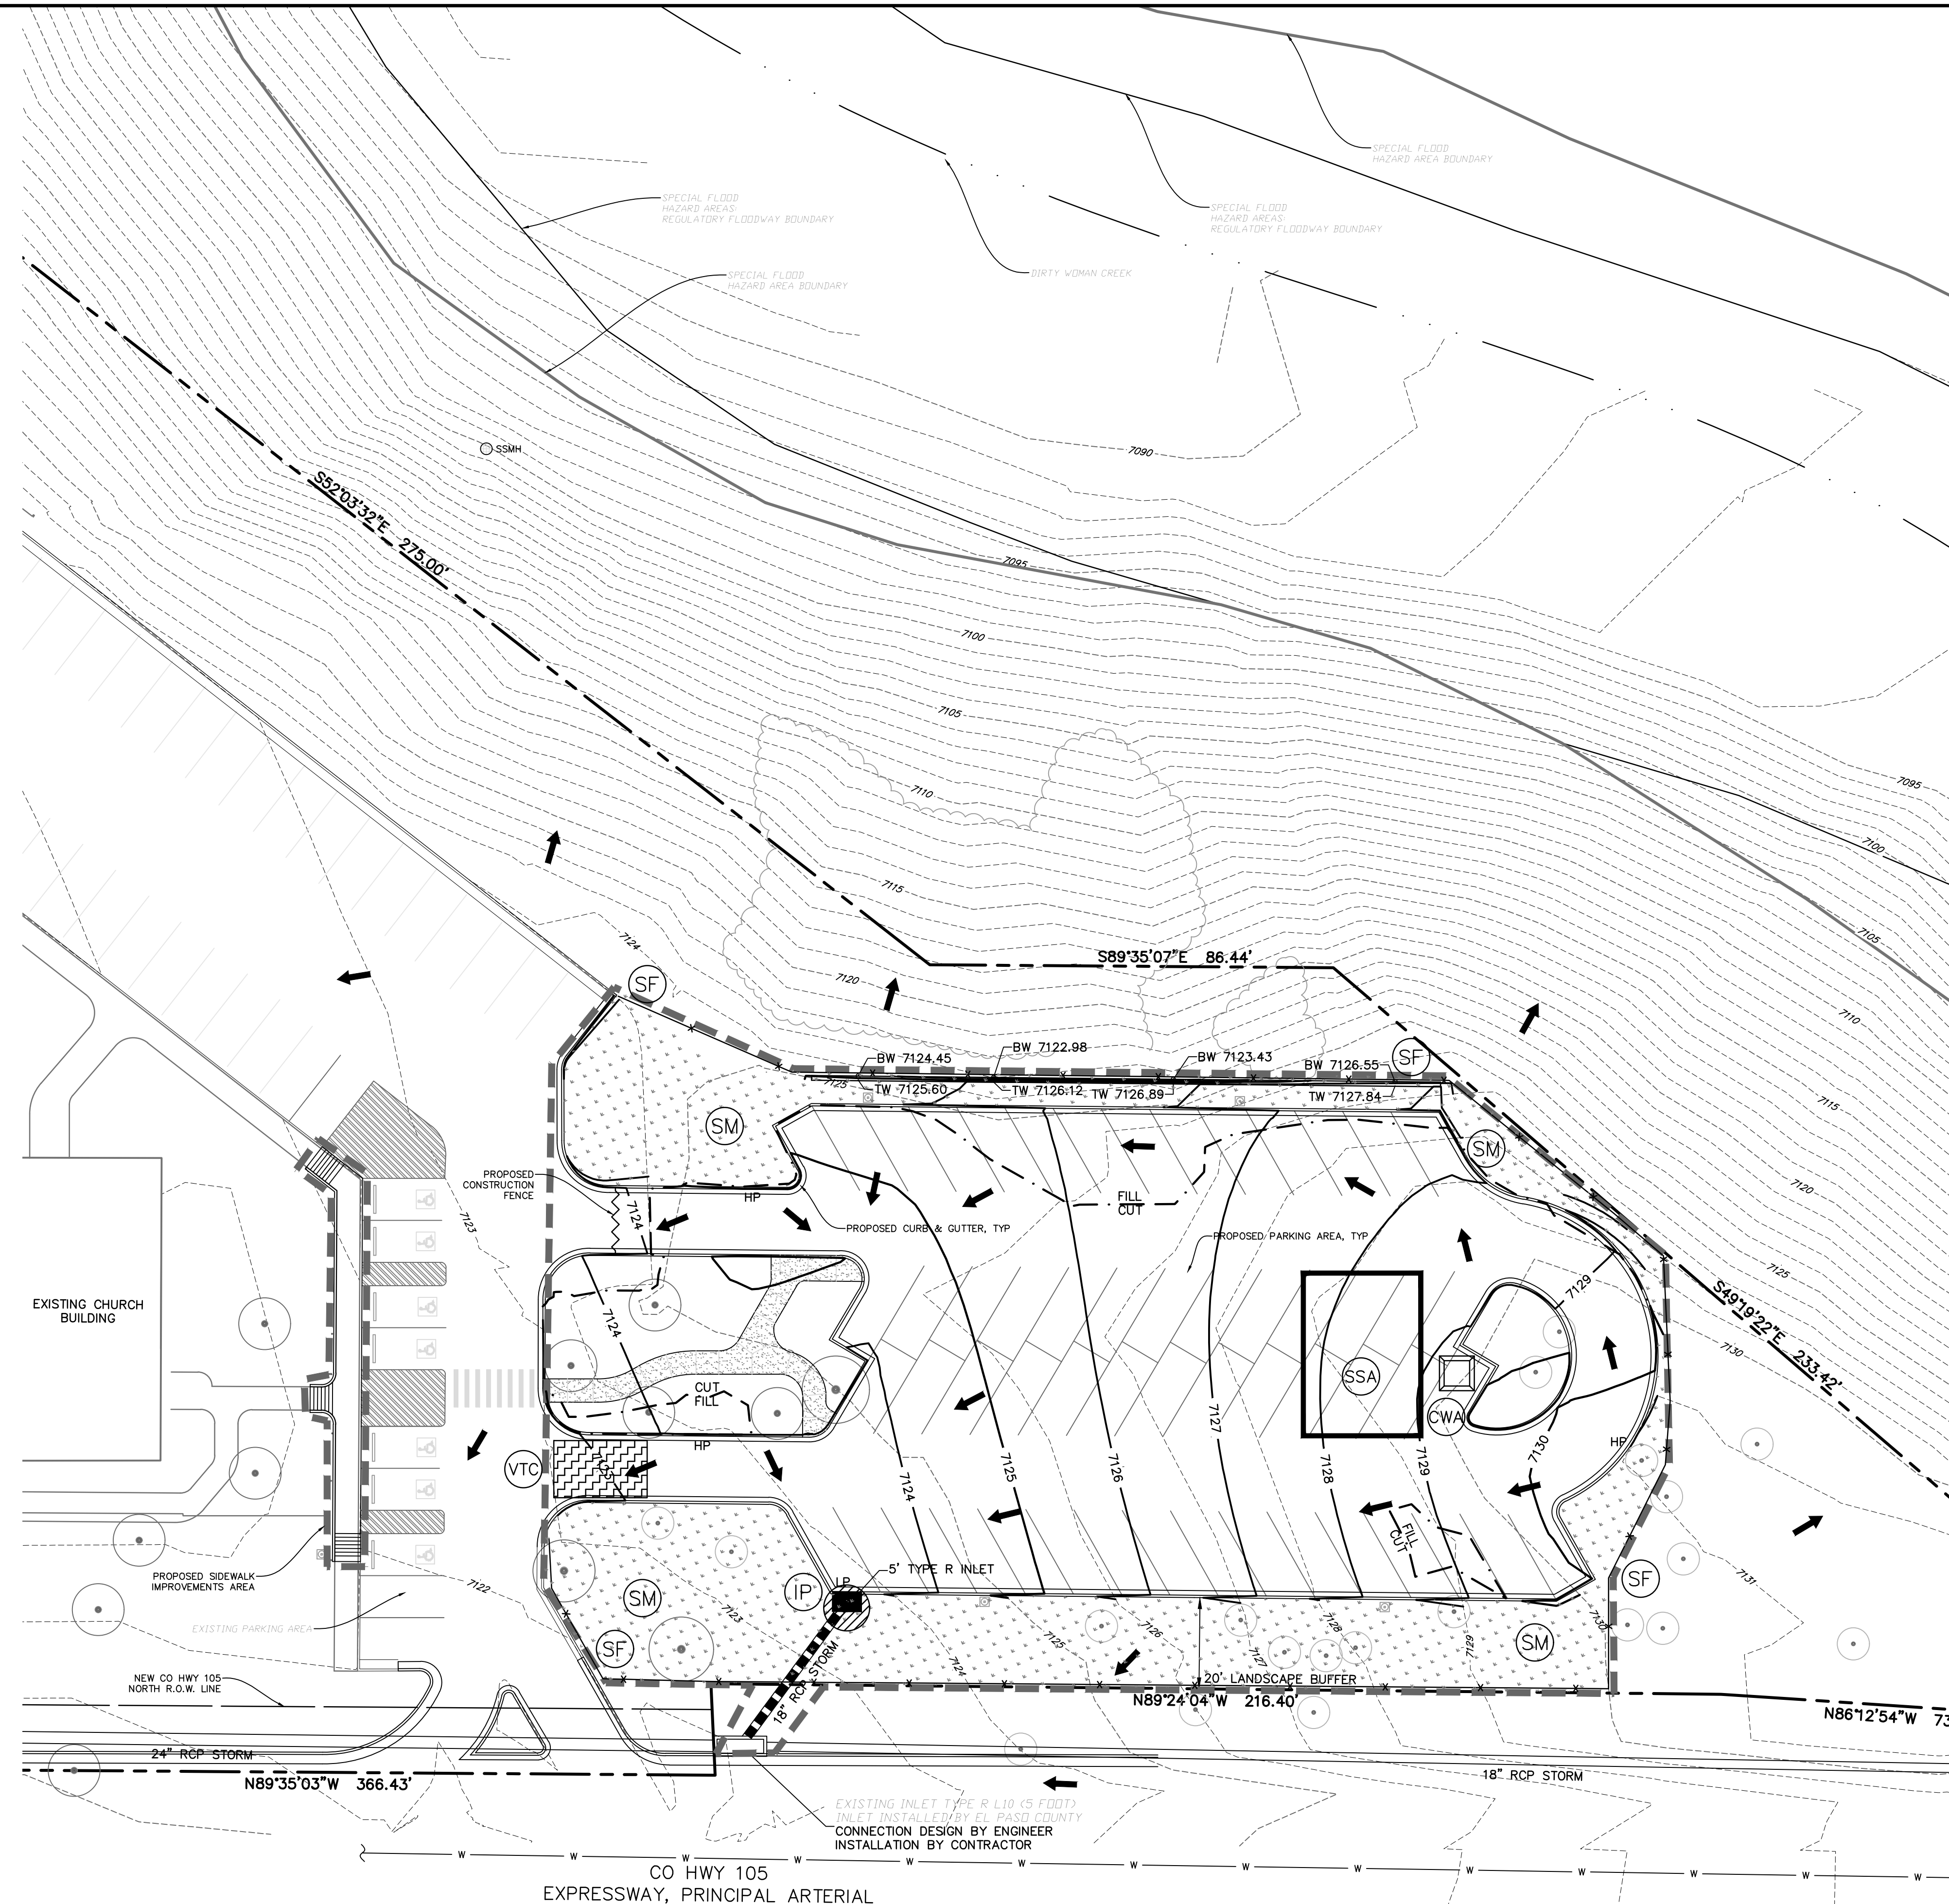 SPECIAL FLOOD
HAZARD AREA BOUNDARY
SPECIAL FLOOD
HAZARD AREAS:
REGULATORY FLOODWAY BOUNDARY
SPECIAL FLOOD
HAZARD AREAS:
REGULATORY FLOODWAY BOUNDARY
SPECIAL FLOOD
HAZARD AREA BOUNDARY
DIRTY WOMAN CREEK
SSMH
7090
S52°03'32"E 275.00'
7095
7100
7105
7095
7110
7100
7115
7105
7124
S89°35'07"E 86.44'
7120
SF
7110
BW 7124.45
BW 7122.98
BW 7123.43
BW 7126.55
SF
7125
TW 7125.60
TW 7126.12
TW 7126.89
TW 7127.84
7115
SM
SM
PROPOSED
CONSTRUCTION
FENCE
HP
7120
FILL
CUT
7123
7124
PROPOSED CURB & GUTTER, TYP
PROPOSED PARKING AREA, TYP
7125
7129
S49°19'22"E 233.42'
EXISTING CHURCH
BUILDING
7124
7130
SSA
CUT
FILL
CWA
7127
HP
HP
VTC
7123
7124
7125
7126
7128
7129
7130
FILL
CUT
5' TYPE R INLET
LP
IP
PROPOSED SIDEWALK
IMPROVEMENTS AREA
7122
SM
7123
SF
7131
EXISTING PARKING AREA
SF
7124
7125
7126
7127
7128
7129
7130
SM
NEW CO HWY 105
NORTH R.O.W. LINE
18" RCP STORM
20' LANDSCAPE BUFFER
N89°24'04"W 216.40'
N86°12'54"W 73
24" RCP STORM
N89°35'03"W 366.43'
18" RCP STORM
EXISTING INLET TYPE R L10 (5 FOOT)
INLET INSTALLED BY EL PASO COUNTY
CONNECTION DESIGN BY ENGINEER
INSTALLATION BY CONTRACTOR
W W W W W W W W W W W W W W
CO HWY 105
EXPRESSWAY, PRINCIPAL ARTERIAL